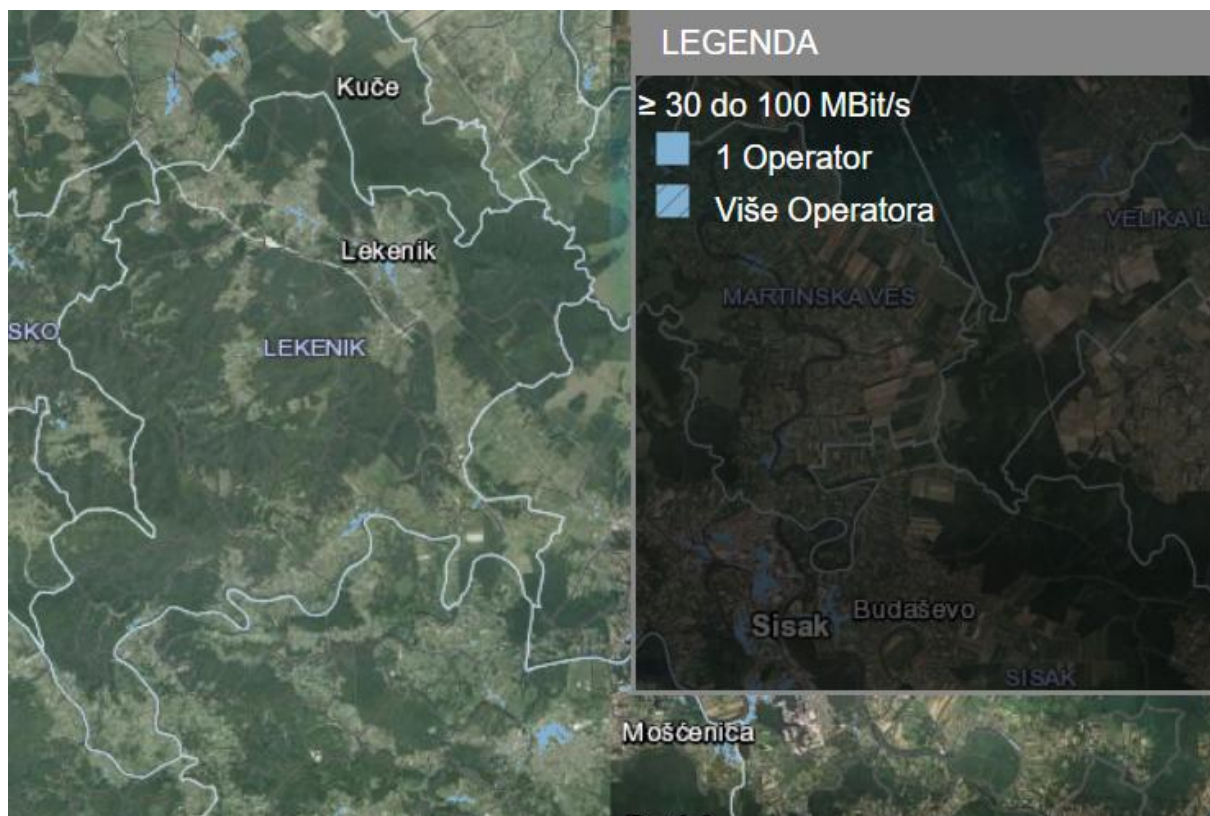 LEGENDA
Kuče
≥ 30 do 100 MBit/s
1 Operator
Više Operatora
VELIKA L
Lekenik
MARTINSKA VES
SKO
LEKENIK
Budaševo
Sisak
SISAK
Mošćenica